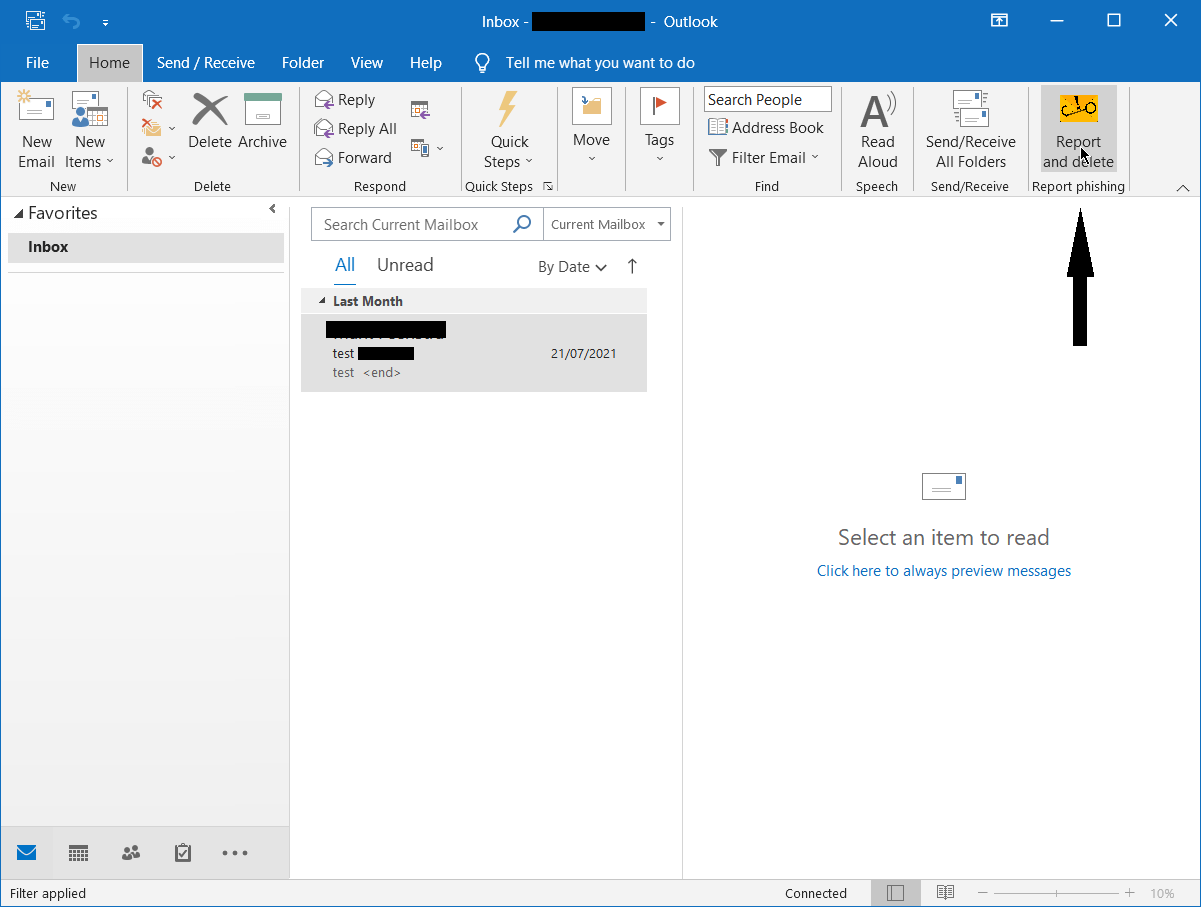 Inbox - - Outlook
File Home Send / Receive Folder View Help Tell me what you want to do
New Email
New Items
New
Delete
Archive
Delete
Reply
Reply All
Forward
Respond
Quick Steps
Quick Steps
Move
Tags
Search People
Address Book
Filter Email
Find
Read Aloud
Speech
Send/Receive All Folders
Send/Receive
Report and delete
Report phishing
Favorites
Inbox
Search Current Mailbox
Current Mailbox
All Unread By Date
Last Month
test 21/07/2021
test <end>
Select an item to read
Click here to always preview messages
Filter applied Connected 10%